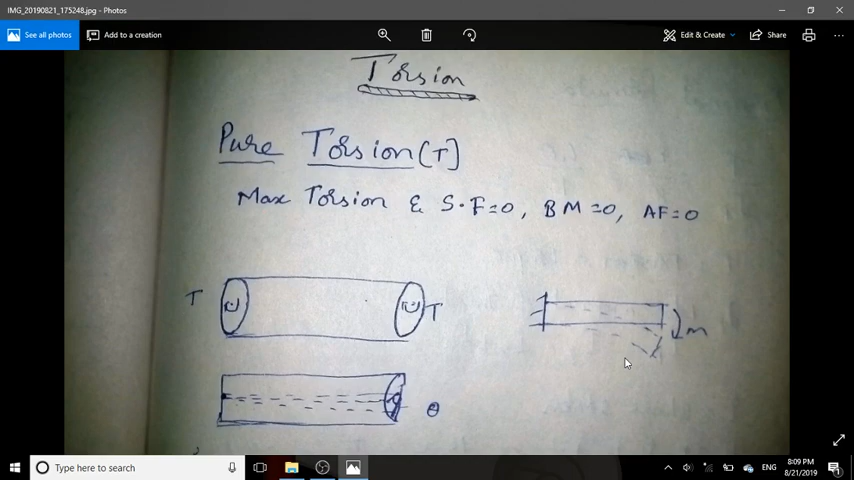 IMG_20190821_175248.jpg - Photos
See all photos
Add to a creation
Edit & Create
Share
Torsion
Pure Torsion (T)
Max Torsion & S.F=0, BM=0, AF=0
T
T
m
θ
Type here to search
ENG
8:09 PM
8/21/2019